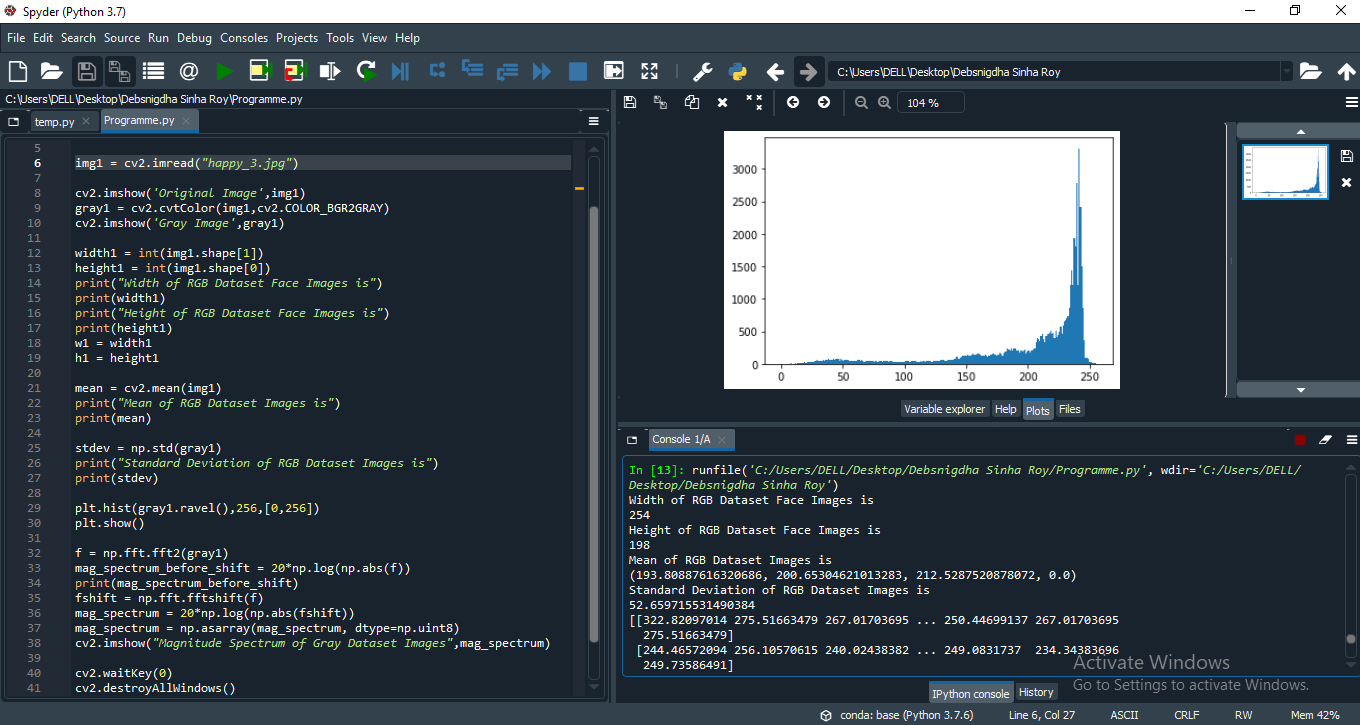 Spyder (Python 3.7)
File Edit Search Source Run Debug Consoles Projects Tools View Help
C:\Users\DELL\Desktop\Debsnigdha Sinha Roy
C:\Users\DELL\Desktop\Debsnigdha Sinha Roy\Programme.py
temp.py Programme.py
5
6 img1 = cv2.imread("happy_3.jpg")
7
8 cv2.imshow('Original Image',img1)
9 gray1 = cv2.cvtColor(img1,cv2.COLOR_BGR2GRAY)
10 cv2.imshow('Gray Image',gray1)
11
12 width1 = int(img1.shape[1])
13 height1 = int(img1.shape[0])
14 print("Width of RGB Dataset Face Images is")
15 print(width1)
16 print("Height of RGB Dataset Face Images is")
17 print(height1)
18 w1 = width1
19 h1 = height1
20
21 mean = cv2.mean(img1)
22 print("Mean of RGB Dataset Images is")
23 print(mean)
24
25 stdev = np.std(gray1)
26 print("Standard Deviation of RGB Dataset Images is")
27 print(stdev)
28
29 plt.hist(gray1.ravel(),256,[0,256])
30 plt.show()
31
32 f = np.fft.fft2(gray1)
33 mag_spectrum_before_shift = 20*np.log(np.abs(f))
34 print(mag_spectrum_before_shift)
35 fshift = np.fft.fftshift(f)
36 mag_spectrum = 20*np.log(np.abs(fshift))
37 mag_spectrum = np.asarray(mag_spectrum, dtype=np.uint8)
38 cv2.imshow("Magnitude Spectrum of Gray Dataset Images",mag_spectrum)
39
40 cv2.waitKey(0)
41 cv2.destroyAllWindows()
104 %
3000
2500
2000
1500
1000
500
0
0 50 100 150 200 250
Variable explorer Help Plots Files
Console 1/A
In [13]: runfile('C:/Users/DELL/Desktop/Debsnigdha Sinha Roy/Programme.py', wdir='C:/Users/DELL/
Desktop/Debsnigdha Sinha Roy')
Width of RGB Dataset Face Images is
254
Height of RGB Dataset Face Images is
198
Mean of RGB Dataset Images is
(193.80887616320686, 200.65304621013283, 212.5287520878072, 0.0)
Standard Deviation of RGB Dataset Images is
52.659715531490384
[[322.82097014 275.51663479 267.01703695 ... 250.44699137 267.01703695
275.51663479]
[244.46572094 256.10570615 240.02438382 ... 249.0831737 234.34383696
249.73586491]
Activate Windows
Go to Settings to activate Windows.
IPython console History
conda: base (Python 3.7.6) Line 6, Col 27 ASCII CRLF RW Mem 42%